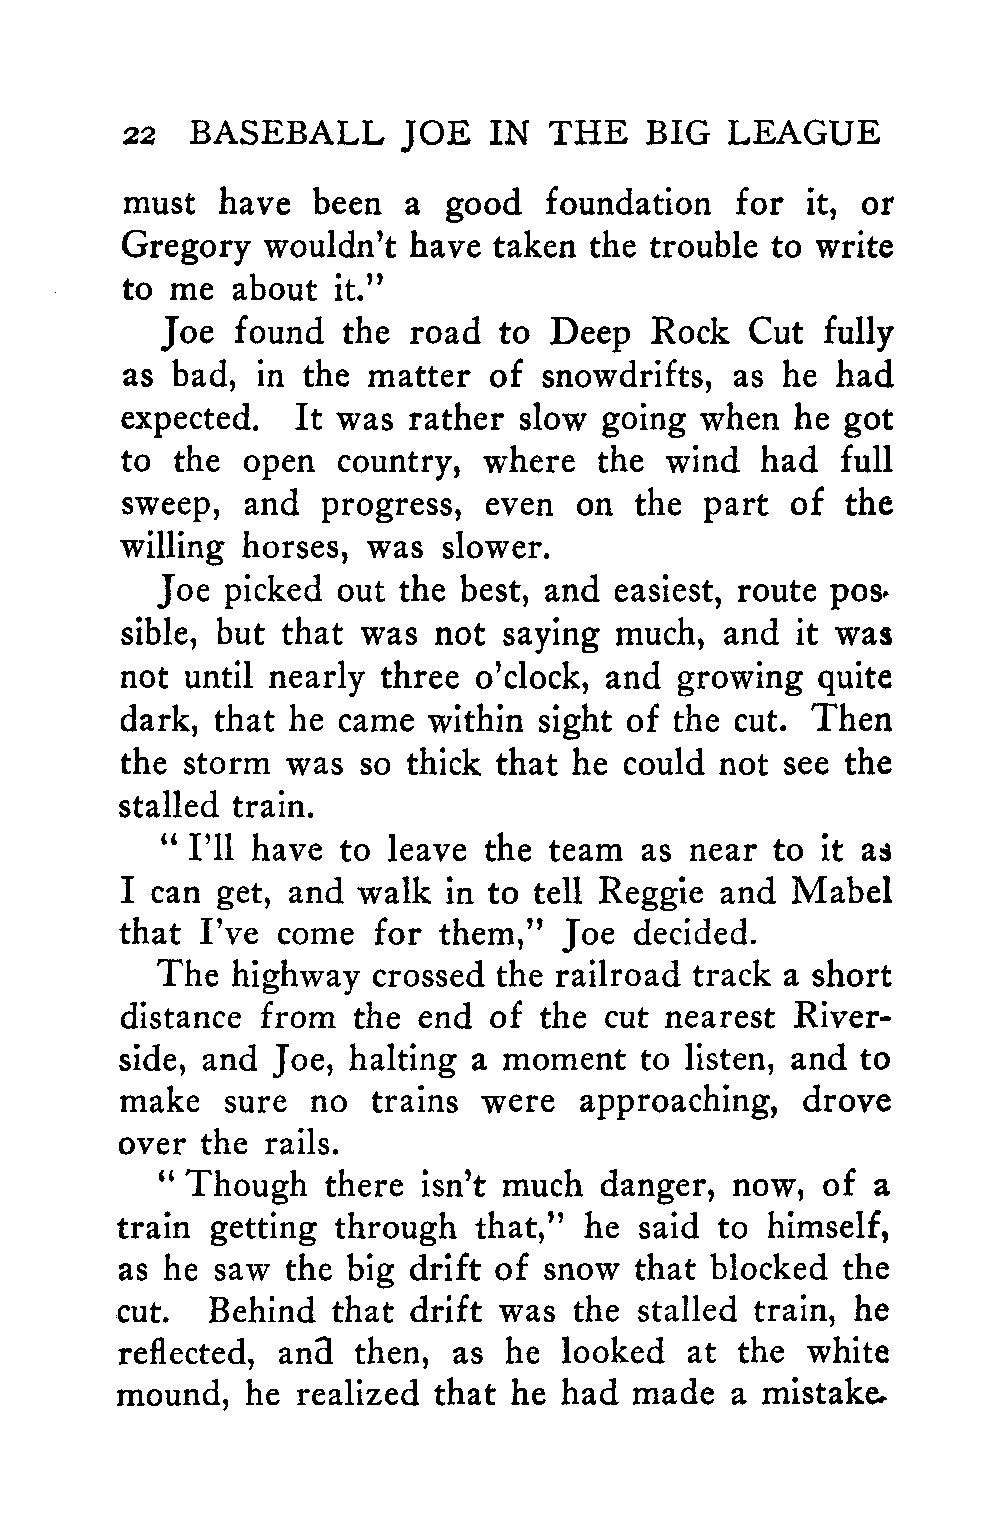 22 BASEBALL JOE IN THE BIG LEAGUE
must have been a good foundation for it, or
Gregory wouldn't have taken the trouble to write
to me about it."
Joe found the road to Deep Rock Cut fully
as bad, in the matter of snowdrifts, as he had
expected. It was rather slow going when he got
to the open country, where the wind had full
sweep, and progress, even on the part of the
willing horses, was slower.
Joe picked out the best, and easiest, route pos-
sible, but that was not saying much, and it was
not until nearly three o'clock, and growing quite
dark, that he came within sight of the cut. Then
the storm was so thick that he could not see the
stalled train.
" I'll have to leave the team as near to it as
I can get, and walk in to tell Reggie and Mabel
that I've come for them," Joe decided.
The highway crossed the railroad track a short
distance from the end of the cut nearest River-
side, and Joe, halting a moment to listen, and to
make sure no trains were approaching, drove
over the rails.
" Though there isn't much danger, now, of a
train getting through that," he said to himself,
as he saw the big drift of snow that blocked the
cut. Behind that drift was the stalled train, he
reflected, and then, as he looked at the white
mound, he realized that he had made a mistake.